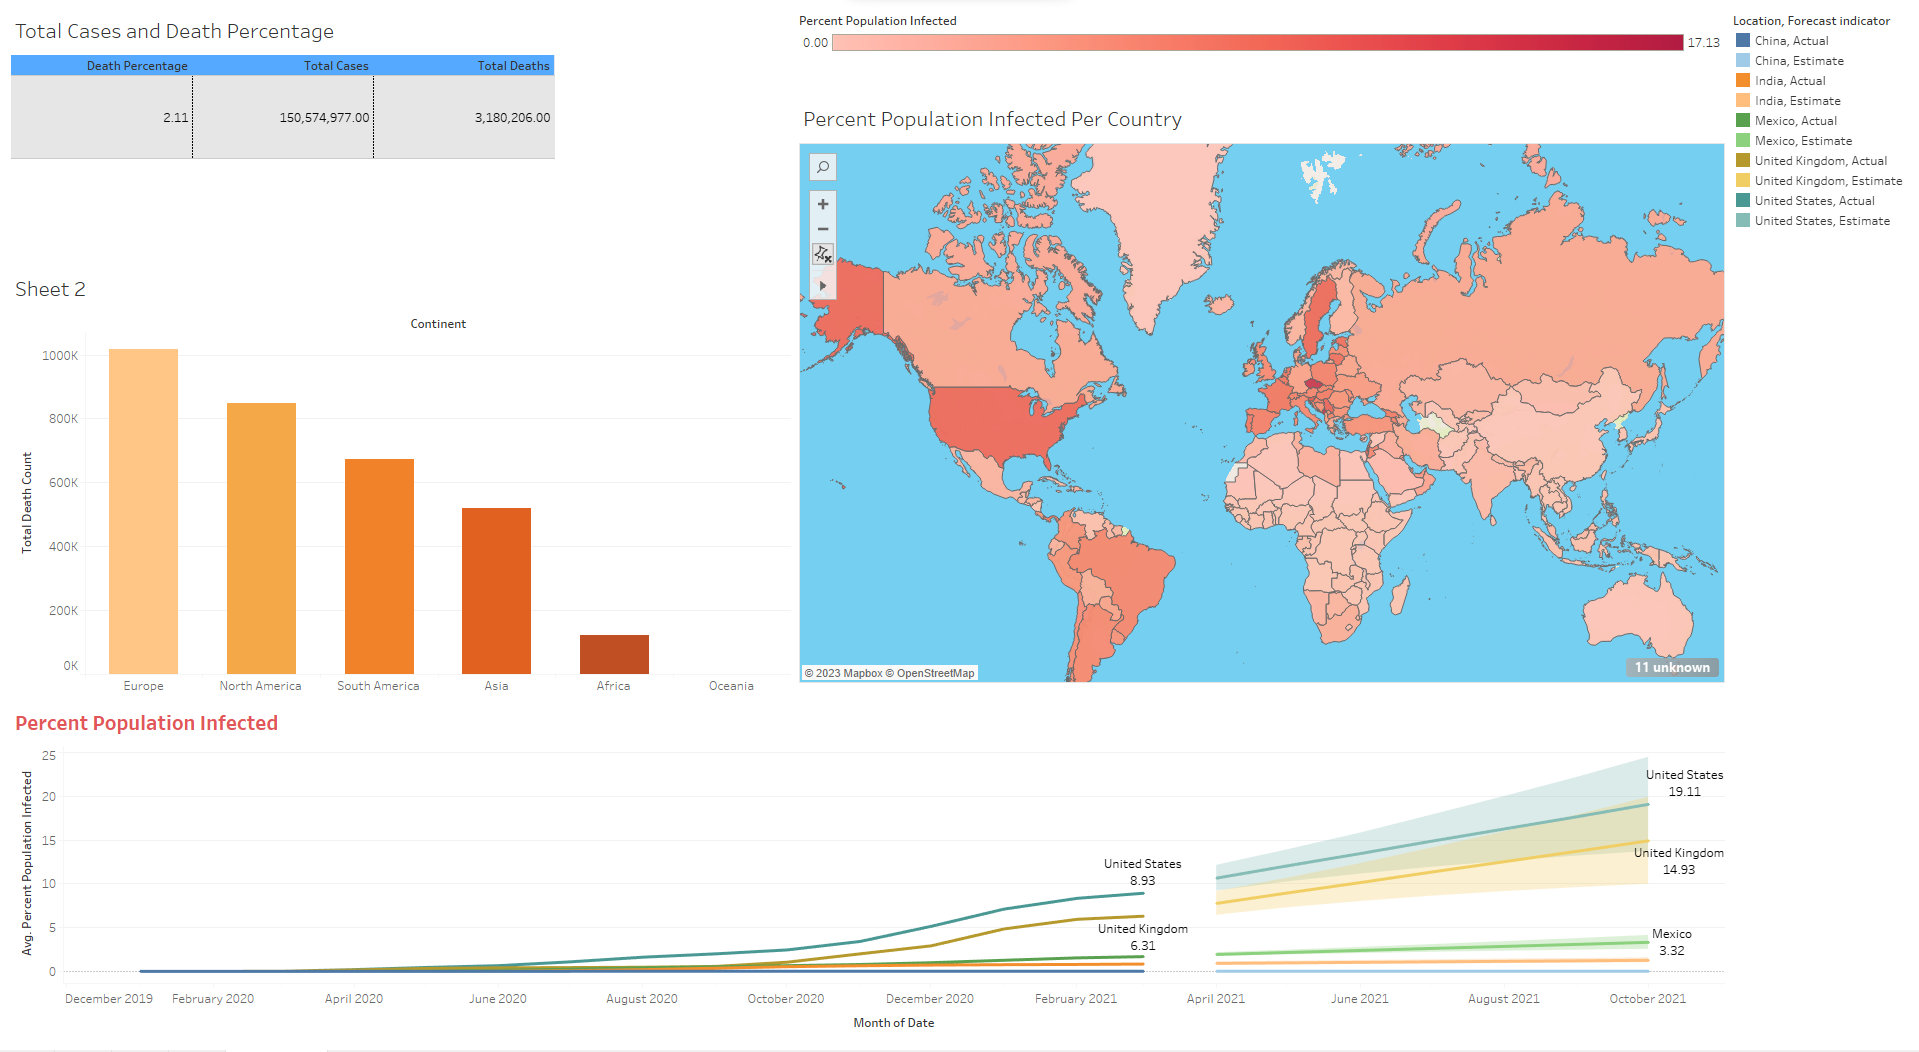 Total Cases and Death Percentage
Death Percentage Total Cases Total Deaths
2.11 150,574,977.00 3,180,206.00
Percent Population Infected
0.00 17.13
Location, Forecast indicator
China, Actual
China, Estimate
India, Actual
India, Estimate
Mexico, Actual
Mexico, Estimate
United Kingdom, Actual
United Kingdom, Estimate
United States, Actual
United States, Estimate
Percent Population Infected Per Country
© 2023 Mapbox © OpenStreetMap
11 unknown
Sheet 2
Continent
Total Death Count
1000K
800K
600K
400K
200K
0K
Europe North America South America Asia Africa Oceania
Percent Population Infected
Avg. Percent Population Infected
25
20
15
10
5
0
United States
8.93
United Kingdom
6.31
United States
19.11
United Kingdom
14.93
Mexico
3.32
December 2019 February 2020 April 2020 June 2020 August 2020 October 2020 December 2020 February 2021 April 2021 June 2021 August 2021 October 2021
Month of Date